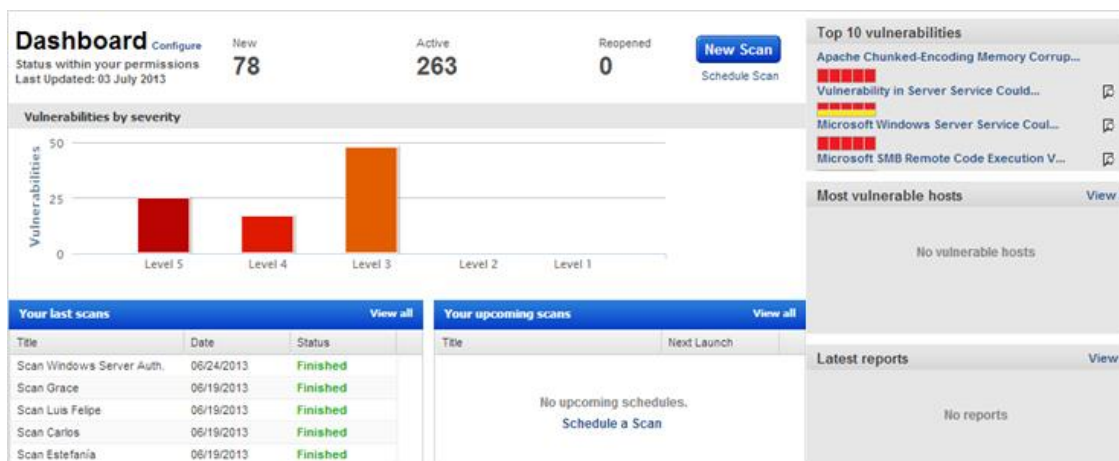 Dashboard Configure
Status within your permissions
Last Updated: 03 July 2013
New
78
Active
263
Reopened
0
New Scan
Schedule Scan
Vulnerabilities by severity
Vulnerabilities
50
25
0
Level 5 Level 4 Level 3 Level 2 Level 1
Your last scans View all
Title Date Status
Scan Windows Server Auth. 06/24/2013 Finished
Scan Grace 06/19/2013 Finished
Scan Luis Felipe 06/19/2013 Finished
Scan Carlos 06/19/2013 Finished
Scan Estefanía 06/19/2013 Finished
Your upcoming scans View all
Title Next Launch
No upcoming schedules.
Schedule a Scan
Top 10 vulnerabilities
Apache Chunked-Encoding Memory Corrup...
Vulnerability in Server Service Could...
Microsoft Windows Server Service Coul...
Microsoft SMB Remote Code Execution V...
Most vulnerable hosts View
No vulnerable hosts
Latest reports View
No reports